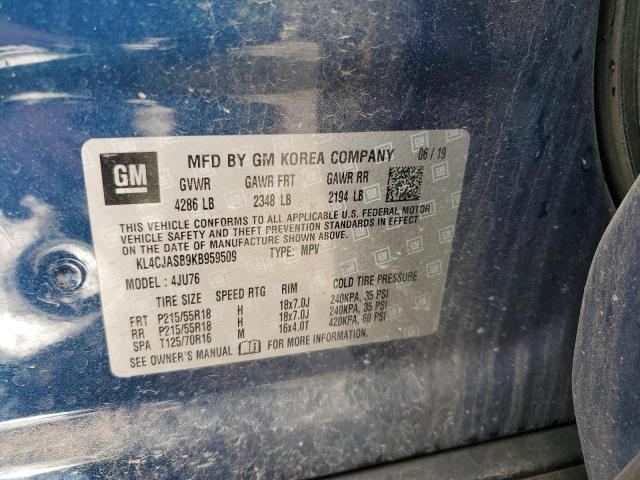 GM
MFD BY GM KOREA COMPANY 06 / 19
GVWR GAWR FRT GAWR RR
4286 LB 2348 LB 2194 LB
THIS VEHICLE CONFORMS TO ALL APPLICABLE U.S. FEDERAL MOTOR
VEHICLE SAFETY AND THEFT PREVENTION STANDARDS IN EFFECT
ON THE DATE OF MANUFACTURE SHOWN ABOVE.
KL4CJASB9KB959509 TYPE: MPV
MODEL : 4JU76
TIRE SIZE SPEED RTG RIM COLD TIRE PRESSURE
FRT P215/55R18 H 18x7.0J 240KPA, 35 PSI
RR P215/55R18 H 18x7.0J 240KPA, 35 PSI
SPA T125/70R16 M 16x4.0T 420KPA, 60 PSI
SEE OWNER'S MANUAL FOR MORE INFORMATION.